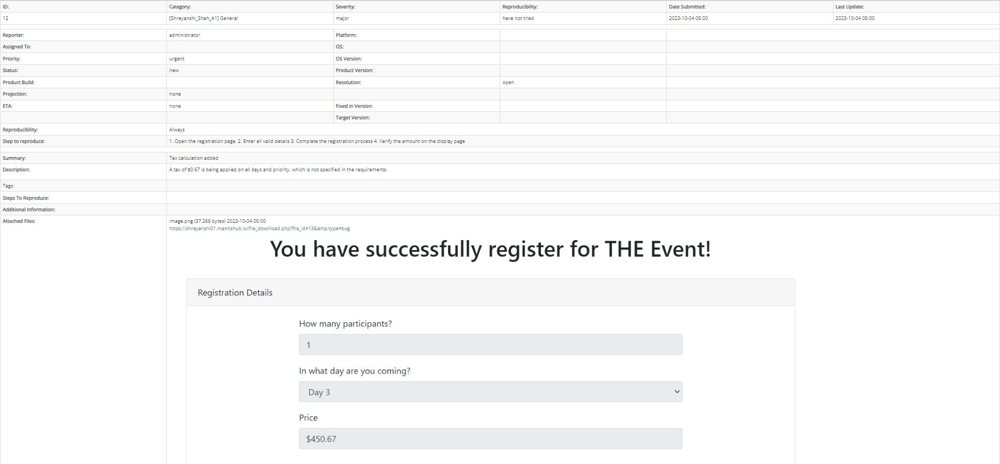 ID: Category: Severity: Reproducibility: Date Submitted: Last Update:
12 [Shreyanshi_Shah_A1] General major have not tried 2023-10-04 05:00 2023-10-04 05:00
Reporter: administrator Platform:
Assigned To: OS:
Priority: urgent OS Version:
Status: new Product Version:
Product Build: Resolution: open
Projection: none
ETA: none Fixed in Version:
Target Version:
Reproducibility: Always
Step to reproduce: 1. Open the registration page. 2. Enter all valid details 3. Complete the registration process 4. Verify the amount on the display page
Summary: Tax calculation added
Description: A tax of $0.67 is being applied on all days and priority, which is not specified in the requirements.
Tags:
Steps To Reproduce:
Additional Information:
Attached Files: image.png (37,266 bytes) 2023-10-04 05:00
https://shreyanshi01.mantishub.io/file_download.php?file_id=13&amp;type=bug
You have successfully register for THE Event!
Registration Details
How many participants?
1
In what day are you coming?
Day 3
Price
$450.67